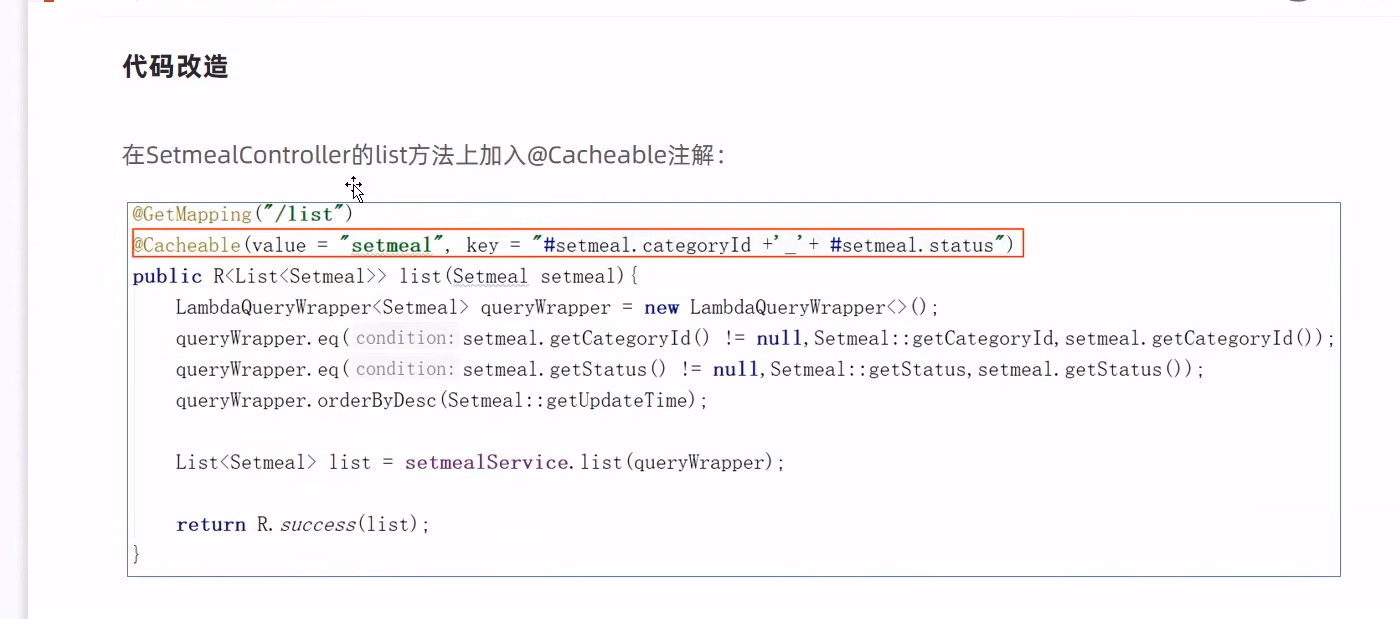 代码改造
在SetmealController的list方法上加入@Cacheable注解：
@GetMapping("/list")
@Cacheable(value = "setmeal", key = "#setmeal.categoryId +'_'+ #setmeal.status")
public R<List<Setmeal>> list(Setmeal setmeal){
LambdaQueryWrapper<Setmeal> queryWrapper = new LambdaQueryWrapper<>();
queryWrapper.eq( condition: setmeal.getCategoryId() != null,Setmeal::getCategoryId,setmeal.getCategoryId());
queryWrapper.eq( condition: setmeal.getStatus() != null,Setmeal::getStatus,setmeal.getStatus());
queryWrapper.orderByDesc(Setmeal::getUpdateTime);
List<Setmeal> list = setmealService.list(queryWrapper);
return R.success(list);
}